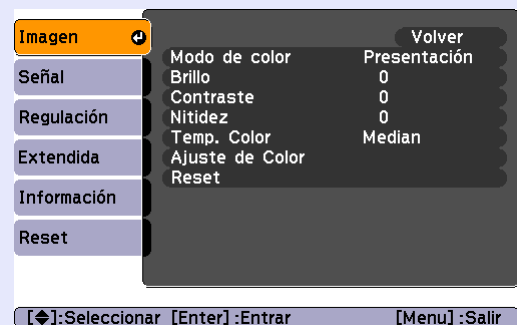 Imagen
Señal
Regulación
Extendida
Información
Reset
Volver
Modo de color Presentación
Brillo 0
Contraste 0
Nitidez 0
Temp. Color Median
Ajuste de Color
Reset
[◆]:Seleccionar [Enter] :Entrar [Menu] :Salir